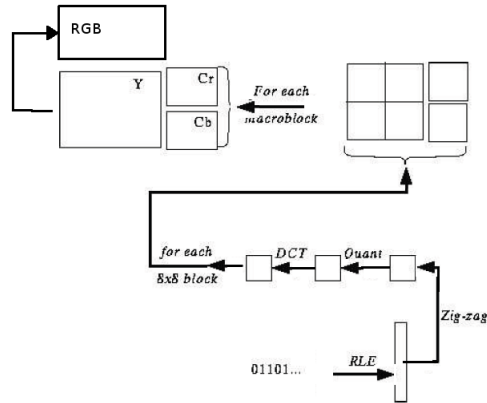 RGB
Y
Cr
Cb
For each
macroblock
for each
8x8 block
DCT
Quant
Zig-zag
01101...
RLE